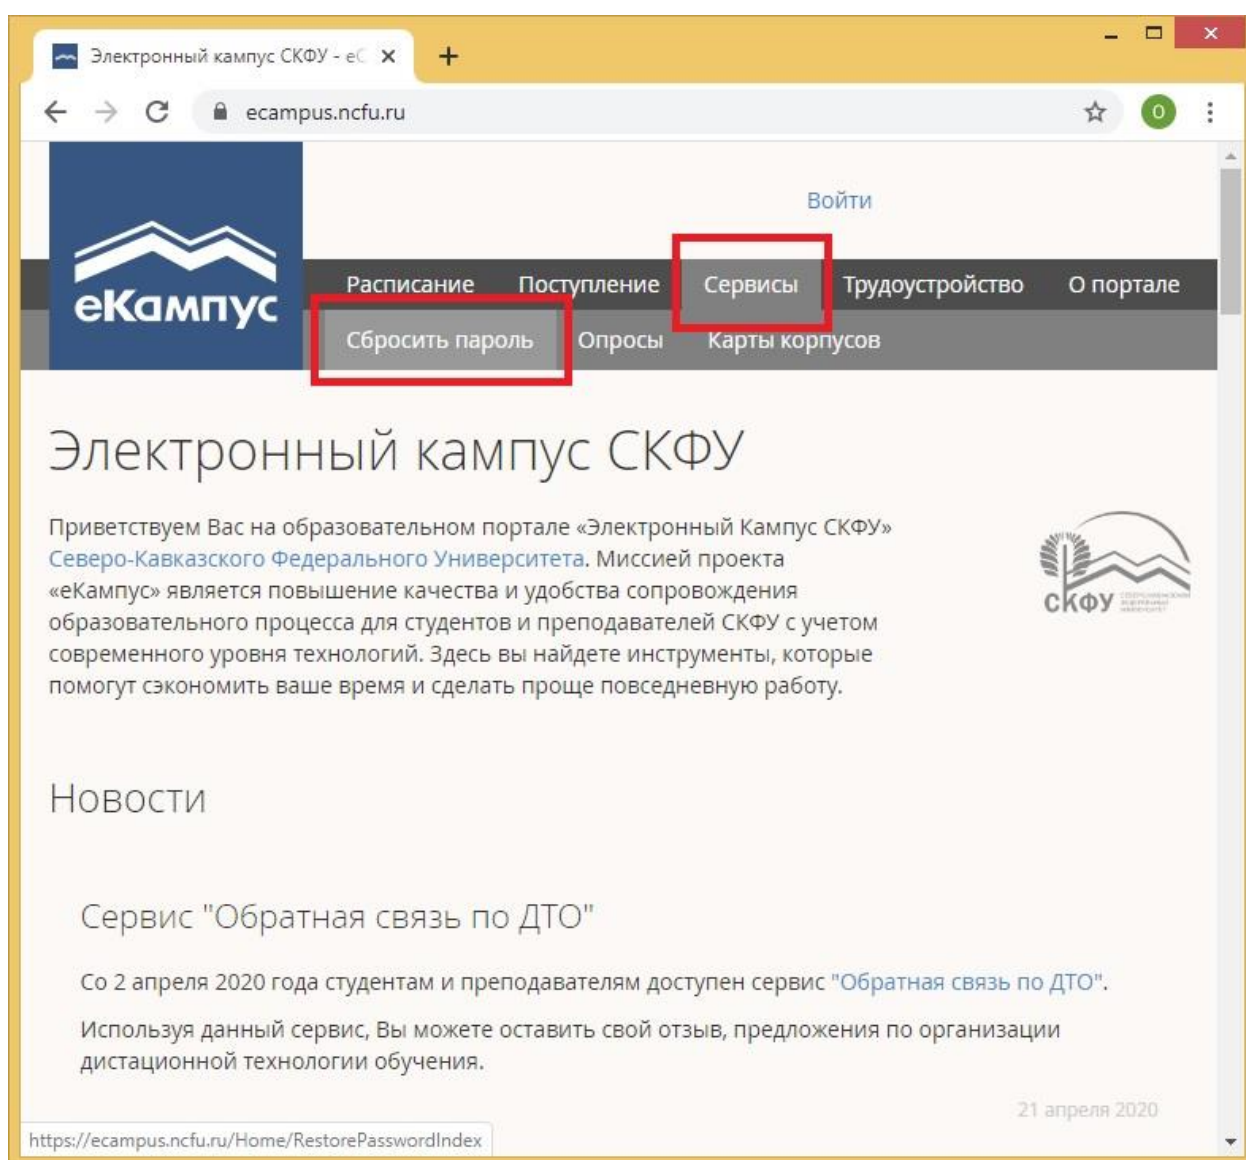 Электронный кампус СКФУ - eC
ecampus.ncfu.ru
О
Войти
еКампус
Расписание Поступление Сервисы Трудоустройство О портале
Сбросить пароль Опросы Карты корпусов
Электронный кампус СКФУ
Приветствуем Вас на образовательном портале «Электронный Кампус СКФУ»
Северо-Кавказского Федерального Университета. Миссией проекта
«еКампус» является повышение качества и удобства сопровождения
образовательного процесса для студентов и преподавателей СКФУ с учетом
современного уровня технологий. Здесь вы найдете инструменты, которые
помогут сэкономить ваше время и сделать проще повседневную работу.
СКФУ
Новости
Сервис "Обратная связь по ДТО"
Со 2 апреля 2020 года студентам и преподавателям доступен сервис "Обратная связь по ДТО".
Используя данный сервис, Вы можете оставить свой отзыв, предложения по организации
дистационной технологии обучения.
21 апреля 2020
https://ecampus.ncfu.ru/Home/RestorePasswordIndex